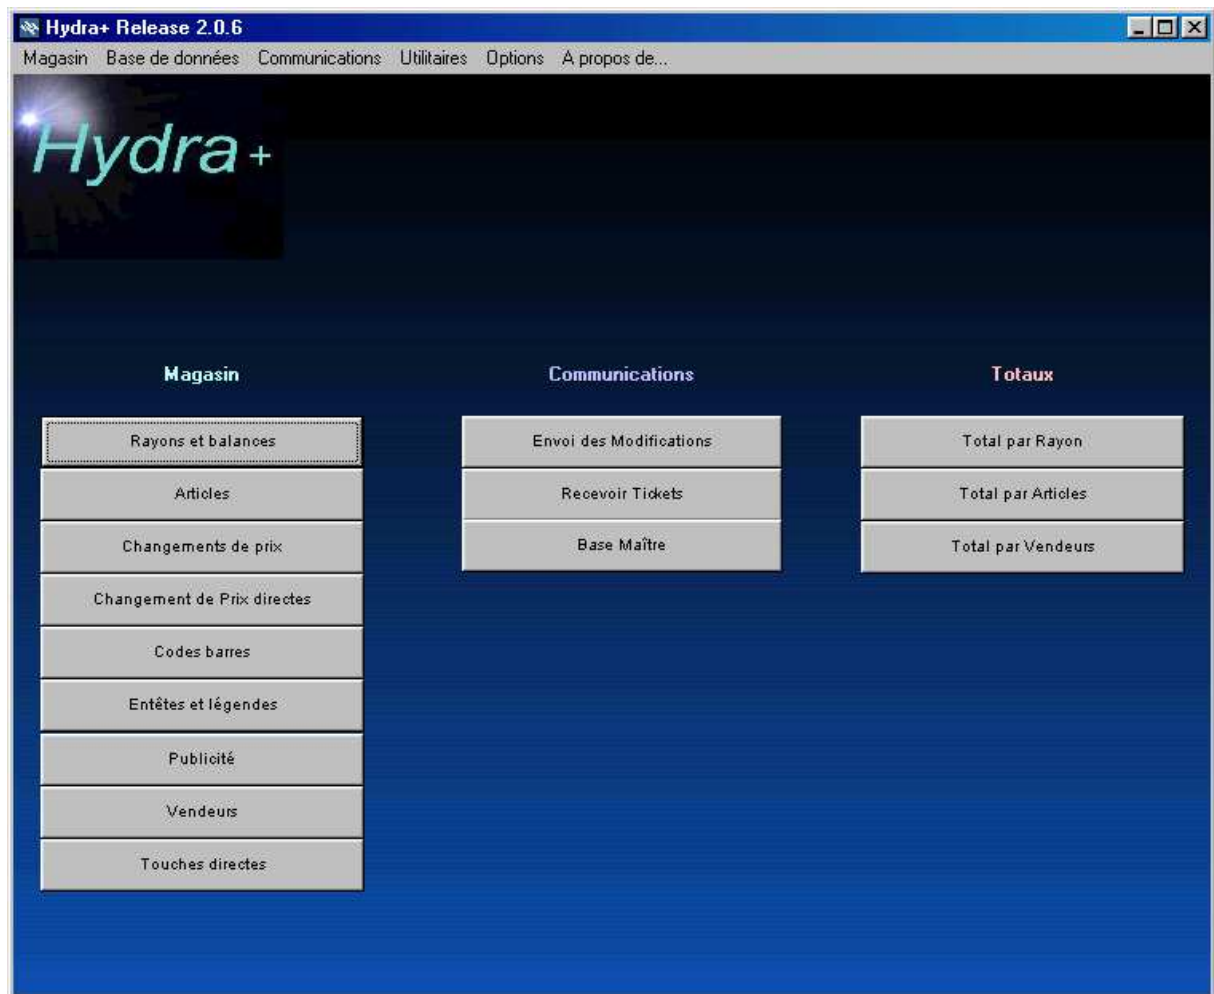 Hydra+ Release 2.0.6
Magasin Base de données Communications Utilitaires Options A propos de...
Hydra+
Magasin
Rayons et balances
Articles
Changements de prix
Changement de Prix directes
Codes barres
Entêtes et légendes
Publicité
Vendeurs
Touches directes
Communications
Envoi des Modifications
Recevoir Tickets
Base Maître
Totaux
Total par Rayon
Total par Articles
Total par Vendeurs